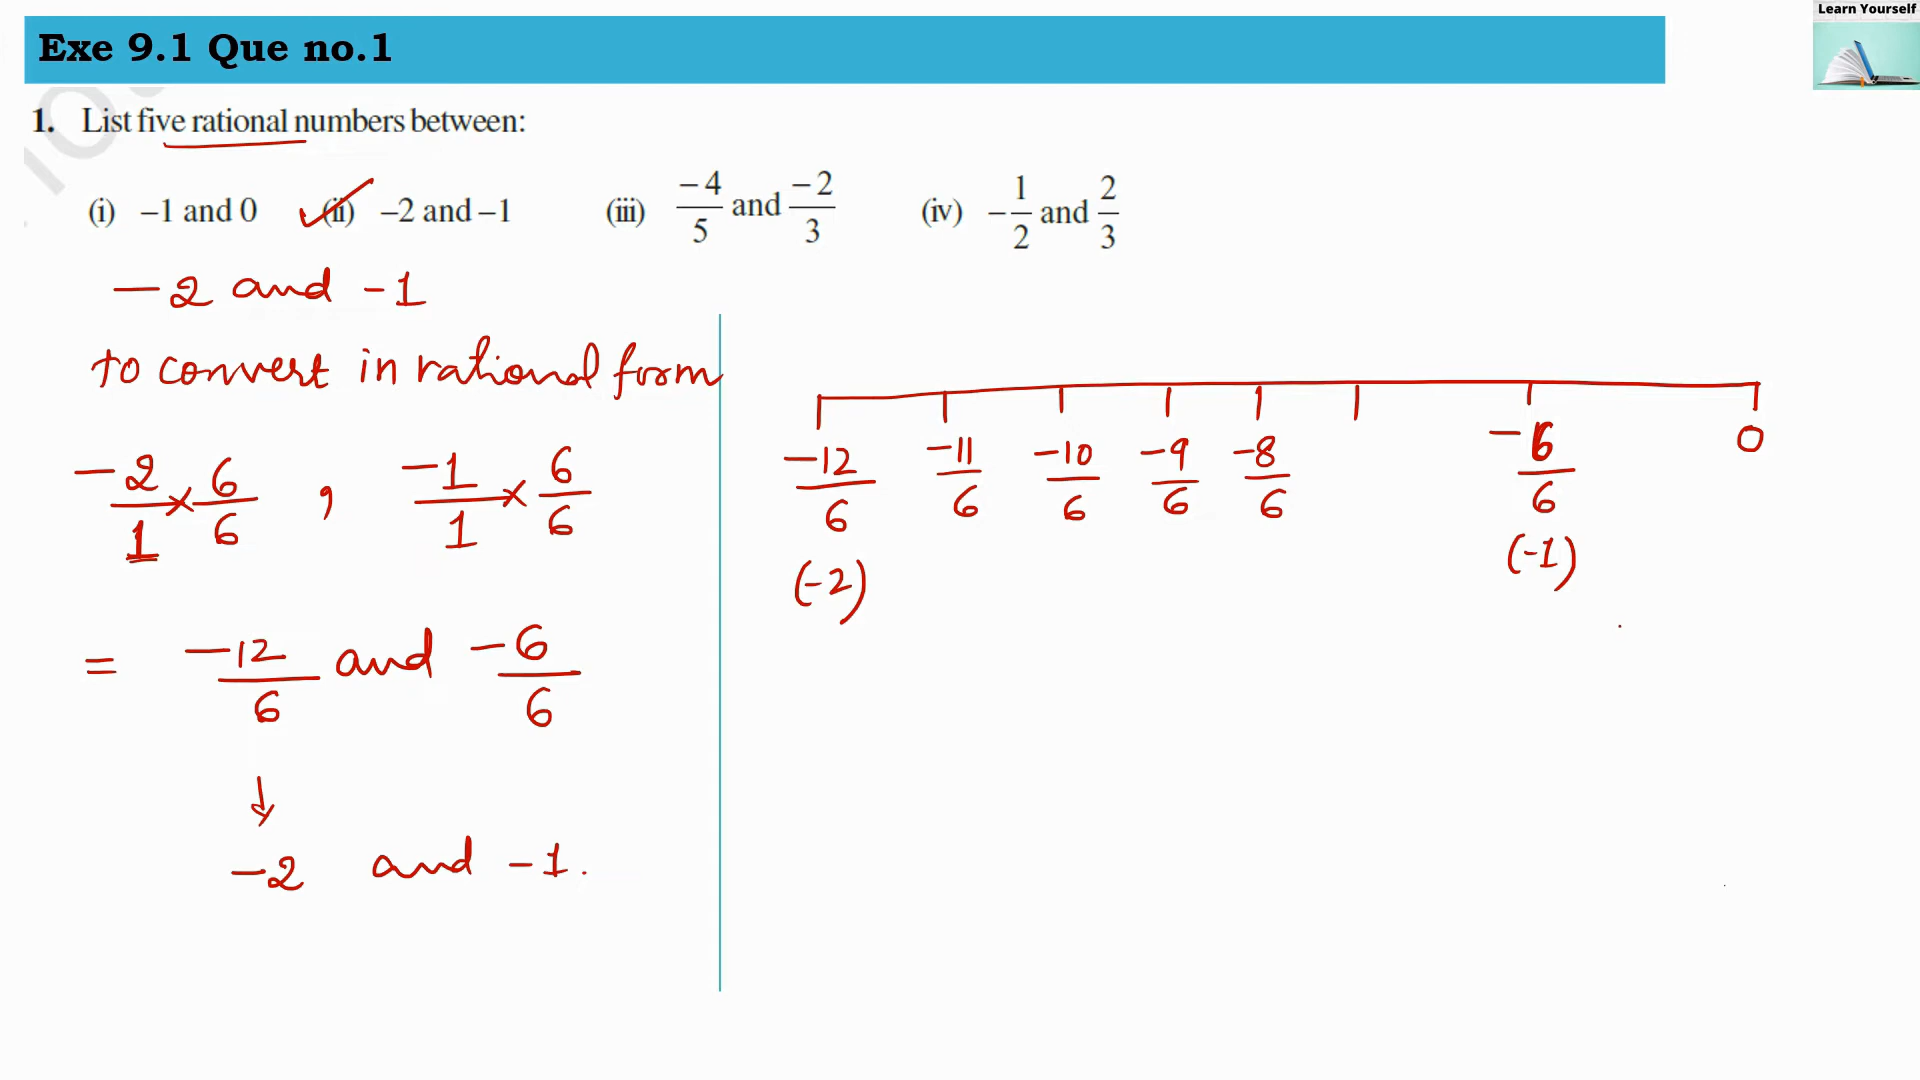 Learn Yourself
Exe 9.1 Que no.1
1. List five rational numbers between:
(i) –1 and 0 (ii) –2 and –1 (iii) –4/5 and –2/3 (iv) –1/2 and 2/3
-2 and -1
to convert in rational form
-2/1 × 6/6 , -1/1 × 6/6
= -12/6 and -6/6
↓
-2 and -1.
-12/6 -11/6 -10/6 -9/6 -8/6 -6/6 0
(-2) (-1)